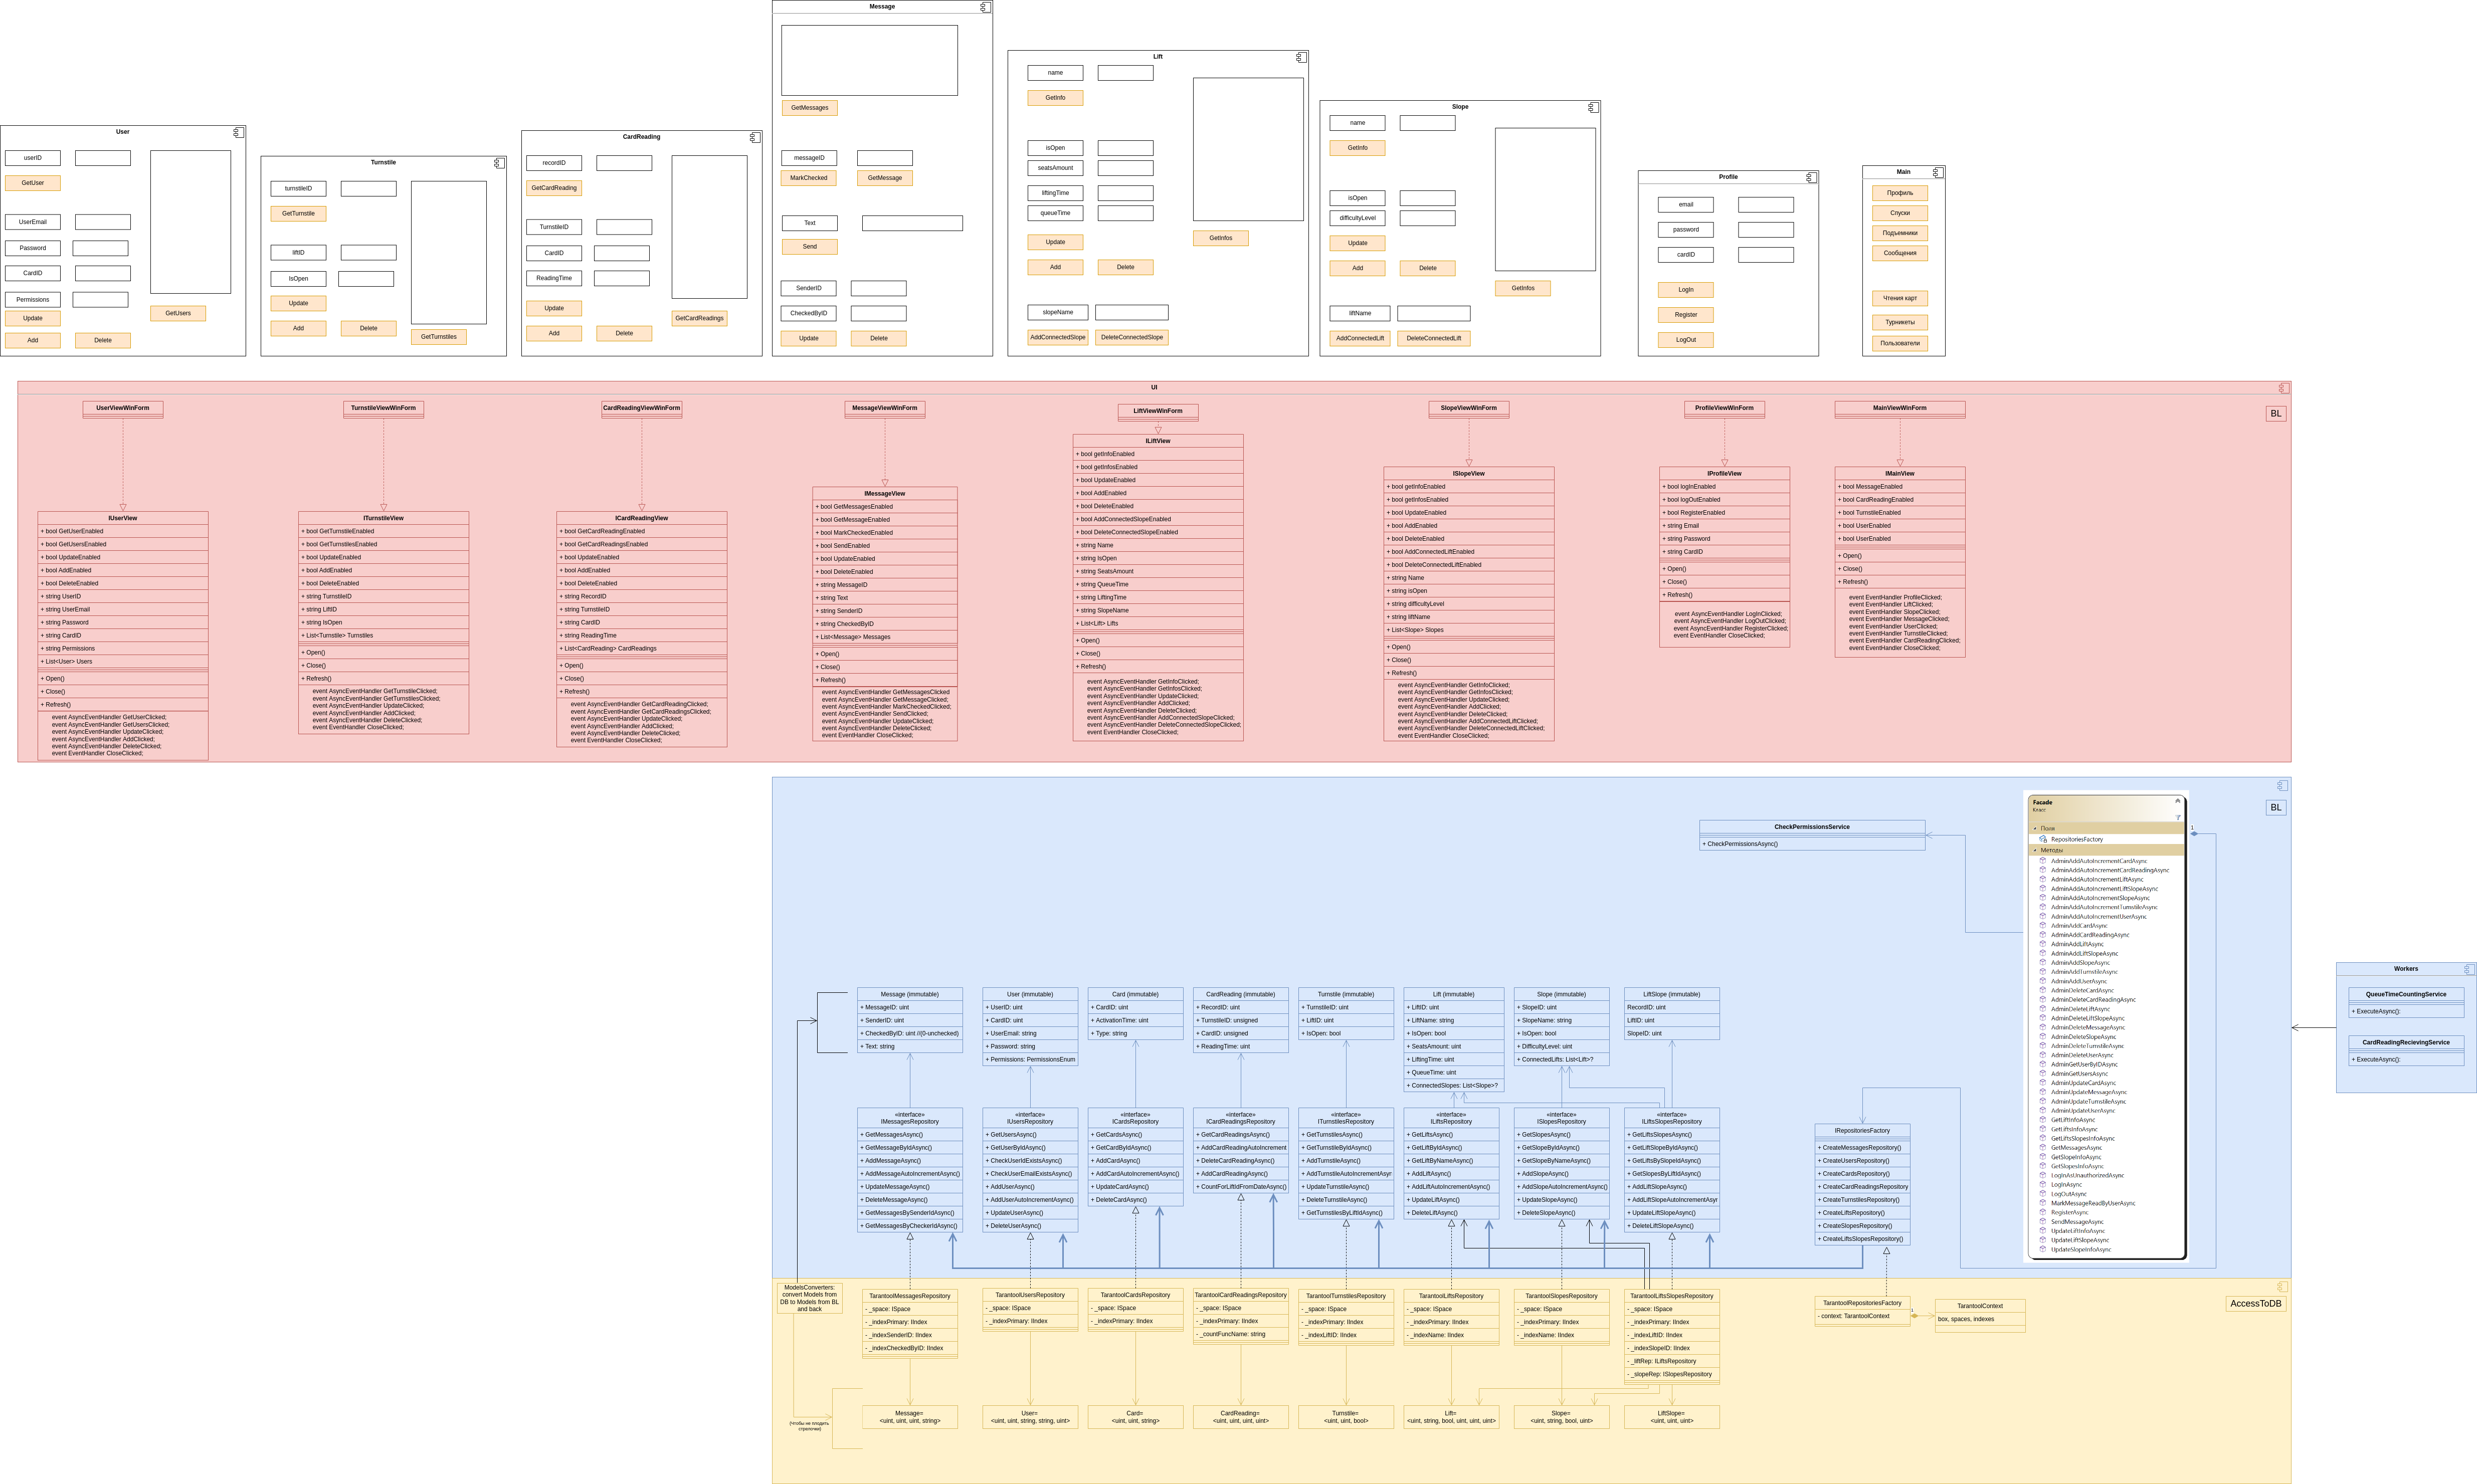 Message
GetMessages
messageID
MarkChecked
GetMessage
Text
Send
SenderID
CheckedByID
Update
Delete
Lift
name
GetInfo
isOpen
seatsAmount
liftingTime
queueTime
Update
Add
Delete
GetInfos
slopeName
AddConnectedSlope
DeleteConnectedSlope
Slope
name
GetInfo
isOpen
difficultyLevel
Update
Add
Delete
GetInfos
liftName
AddConnectedLift
DeleteConnectedLift
User
userID
GetUser
UserEmail
Password
CardID
Permissions
Update
Add
Delete
GetUsers
Turnstile
turnstileID
GetTurnstile
liftID
IsOpen
Update
Add
Delete
GetTurnstiles
CardReading
recordID
GetCardReading
TurnstileID
CardID
ReadingTime
Update
Add
Delete
GetCardReadings
Profile
email
password
cardID
LogIn
Register
LogOut
Main
Профиль
Спуски
Подъемники
Сообщения
Чтения карт
Турникеты
Пользователи
UI
BL
UserViewWinForm
TurnstileViewWinForm
CardReadingViewWinForm
MessageViewWinForm
LiftViewWinForm
SlopeViewWinForm
ProfileViewWinForm
MainViewWinForm
IUserView
+ bool GetUserEnabled
+ bool GetUsersEnabled
+ bool UpdateEnabled
+ bool AddEnabled
+ bool DeleteEnabled
+ string UserID
+ string UserEmail
+ string Password
+ string CardID
+ string Permissions
+ List<User> Users
+ Open()
+ Close()
+ Refresh()
event AsyncEventHandler GetUserClicked;
event AsyncEventHandler GetUsersClicked;
event AsyncEventHandler UpdateClicked;
event AsyncEventHandler AddClicked;
event AsyncEventHandler DeleteClicked;
event EventHandler CloseClicked;
ITurnstileView
+ bool GetTurnstileEnabled
+ bool GetTurnstilesEnabled
+ bool UpdateEnabled
+ bool AddEnabled
+ bool DeleteEnabled
+ string TurnstileID
+ string LiftID
+ string IsOpen
+ List<Turnstile> Turnstiles
+ Open()
+ Close()
+ Refresh()
event AsyncEventHandler GetTurnstileClicked;
event AsyncEventHandler GetTurnstilesClicked;
event AsyncEventHandler UpdateClicked;
event AsyncEventHandler AddClicked;
event AsyncEventHandler DeleteClicked;
event EventHandler CloseClicked;
ICardReadingView
+ bool GetCardReadingEnabled
+ bool GetCardReadingsEnabled
+ bool UpdateEnabled
+ bool AddEnabled
+ bool DeleteEnabled
+ string RecordID
+ string TurnstileID
+ string CardID
+ string ReadingTime
+ List<CardReading> CardReadings
+ Open()
+ Close()
+ Refresh()
event AsyncEventHandler GetCardReadingClicked;
event AsyncEventHandler GetCardReadingsClicked;
event AsyncEventHandler UpdateClicked;
event AsyncEventHandler AddClicked;
event AsyncEventHandler DeleteClicked;
event EventHandler CloseClicked;
IMessageView
+ bool GetMessagesEnabled
+ bool GetMessageEnabled
+ bool MarkCheckedEnabled
+ bool SendEnabled
+ bool UpdateEnabled
+ bool DeleteEnabled
+ string MessageID
+ string Text
+ string SenderID
+ string CheckedByID
+ List<Message> Messages
+ Open()
+ Close()
+ Refresh()
event AsyncEventHandler GetMessagesClicked
event AsyncEventHandler GetMessageClicked;
event AsyncEventHandler MarkCheckedClicked;
event AsyncEventHandler SendClicked;
event AsyncEventHandler UpdateClicked;
event AsyncEventHandler DeleteClicked;
event EventHandler CloseClicked;
ILiftView
+ bool getInfoEnabled
+ bool getInfosEnabled
+ bool UpdateEnabled
+ bool AddEnabled
+ bool DeleteEnabled
+ bool AddConnectedSlopeEnabled
+ bool DeleteConnectedSlopeEnabled
+ string Name
+ string IsOpen
+ string SeatsAmount
+ string QueueTime
+ string LiftingTime
+ string SlopeName
+ List<Lift> Lifts
+ Open()
+ Close()
+ Refresh()
event AsyncEventHandler GetInfoClicked;
event AsyncEventHandler GetInfosClicked;
event AsyncEventHandler UpdateClicked;
event AsyncEventHandler AddClicked;
event AsyncEventHandler DeleteClicked;
event AsyncEventHandler AddConnectedSlopeClicked;
event AsyncEventHandler DeleteConnectedSlopeClicked;
event EventHandler CloseClicked;
ISlopeView
+ bool getInfoEnabled
+ bool getInfosEnabled
+ bool UpdateEnabled
+ bool AddEnabled
+ bool DeleteEnabled
+ bool AddConnectedLiftEnabled
+ bool DeleteConnectedLiftEnabled
+ string Name
+ string isOpen
+ string difficultyLevel
+ string liftName
+ List<Slope> Slopes
+ Open()
+ Close()
+ Refresh()
event AsyncEventHandler GetInfoClicked;
event AsyncEventHandler GetInfosClicked;
event AsyncEventHandler UpdateClicked;
event AsyncEventHandler AddClicked;
event AsyncEventHandler DeleteClicked;
event AsyncEventHandler AddConnectedLiftClicked;
event AsyncEventHandler DeleteConnectedLiftClicked;
event EventHandler CloseClicked;
IProfileView
+ bool logInEnabled
+ bool logOutEnabled
+ bool RegisterEnabled
+ string Email
+ string Password
+ string CardID
+ Open()
+ Close()
+ Refresh()
event AsyncEventHandler LogInClicked;
event AsyncEventHandler LogOutClicked;
event AsyncEventHandler RegisterClicked;
event EventHandler CloseClicked;
IMainView
+ bool MessageEnabled
+ bool CardReadingEnabled
+ bool TurnstileEnabled
+ bool UserEnabled
+ bool UserEnabled
+ Open()
+ Close()
+ Refresh()
event EventHandler ProfileClicked;
event EventHandler LiftClicked;
event EventHandler SlopeClicked;
event EventHandler MessageClicked;
event EventHandler UserClicked;
event EventHandler TurnstileClicked;
event EventHandler CardReadingClicked;
event EventHandler CloseClicked;
BL
CheckPermissionsService
+ CheckPermissionsAsync()
Facade
Класс
Поля
RepositoriesFactory
Методы
AdminAddAutoIncrementCardAsync
AdminAddAutoIncrementCardReadingAsync
AdminAddAutoIncrementLiftAsync
AdminAddAutoIncrementLiftSlopeAsync
AdminAddAutoIncrementSlopeAsync
AdminAddAutoIncrementTurnstileAsync
AdminAddAutoIncrementUserAsync
AdminAddCardAsync
AdminAddCardReadingAsync
AdminAddLiftAsync
AdminAddLiftSlopeAsync
AdminAddSlopeAsync
AdminAddTurnstileAsync
AdminAddUserAsync
AdminDeleteCardAsync
AdminDeleteCardReadingAsync
AdminDeleteLiftAsync
AdminDeleteLiftSlopeAsync
AdminDeleteMessageAsync
AdminDeleteSlopeAsync
AdminDeleteTurnstileAsync
AdminDeleteUserAsync
AdminGetUserByIDAsync
AdminGetUsersAsync
AdminUpdateCardAsync
AdminUpdateMessageAsync
AdminUpdateTurnstileAsync
AdminUpdateUserAsync
GetLiftInfoAsync
GetLiftsInfoAsync
GetLiftsSlopesInfoAsync
GetMessagesAsync
GetSlopeInfoAsync
GetSlopesInfoAsync
LogInAsUnauthorizedAsync
LogInAsync
LogOutAsync
MarkMessageReadByUserAsync
RegisterAsync
SendMessageAsync
UpdateLiftInfoAsync
UpdateLiftSlopeAsync
UpdateSlopeInfoAsync
1
Workers
QueueTimeCountingService
+ ExecuteAsync():
CardReadingRecievingService
+ ExecuteAsync():
Message (immutable)
+ MessageID: uint
+ SenderID: uint
+ CheckedByID: uint //(0-unchecked)
+ Text: string
User (immutable)
+ UserID: uint
+ CardID: uint
+ UserEmail: string
+ Password: string
+ Permissions: PermissionsEnum
Card (immutable)
+ CardID: uint
+ ActivationTime: uint
+ Type: string
CardReading (immutable)
+ RecordID: uint
+ TurnstileID: unsigned
+ CardID: unsigned
+ ReadingTime: uint
Turnstile (immutable)
+ TurnstileID: uint
+ LiftID: uint
+ IsOpen: bool
Lift (immutable)
+ LiftID: uint
+ LiftName: string
+ IsOpen: bool
+ SeatsAmount: uint
+ LiftingTime: uint
+ QueueTime: uint
+ ConnectedSlopes: List<Slope>?
Slope (immutable)
+ SlopeID: uint
+ SlopeName: string
+ IsOpen: bool
+ DifficultyLevel: uint
+ ConnectedLifts: List<Lift>?
LiftSlope (immutable)
RecordID: uint
LiftID: uint
SlopeID: uint
«interface»
IMessagesRepository
+ GetMessagesAsync()
+ GetMessageByIdAsync()
+ AddMessageAsync()
+ AddMessageAutoIncrementAsync()
+ UpdateMessageAsync()
+ DeleteMessageAsync()
+ GetMessagesBySenderIdAsync()
+ GetMessagesByCheckerIdAsync()
«interface»
IUsersRepository
+ GetUsersAsync()
+ GetUserByIdAsync()
+ CheckUserIdExistsAsync()
+ CheckUserEmailExistsAsync()
+ AddUserAsync()
+ AddUserAutoIncrementAsync()
+ UpdateUserAsync()
+ DeleteUserAsync()
«interface»
ICardsRepository
+ GetCardsAsync()
+ GetCardByIdAsync()
+ AddCardAsync()
+ AddCardAutoIncrementAsync()
+ UpdateCardAsync()
+ DeleteCardAsync()
«interface»
ICardReadingsRepository
+ GetCardReadingsAsync()
+ AddCardReadingAutoIncrement
+ DeleteCardReadingAsync()
+ AddCardReadingAsync()
+ CountForLiftIdFromDateAsync()
«interface»
ITurnstilesRepository
+ GetTurnstilesAsync()
+ GetTurnstileByIdAsync()
+ AddTurnstileAsync()
+ AddTurnstileAutoIncrementAsyr
+ UpdateTurnstileAsync()
+ DeleteTurnstileAsync()
+ GetTurnstilesByLiftIdAsync()
«interface»
ILiftsRepository
+ GetLiftsAsync()
+ GetLiftByIdAsync()
+ GetLiftByNameAsync()
+ AddLiftAsync()
+ AddLiftAutoIncrementAsync()
+ UpdateLiftAsync()
+ DeleteLiftAsync()
«interface»
ISlopesRepository
+ GetSlopesAsync()
+ GetSlopeByIdAsync()
+ GetSlopeByNameAsync()
+ AddSlopeAsync()
+ AddSlopeAutoIncrementAsync()
+ UpdateSlopeAsync()
+ DeleteSlopeAsync()
«interface»
ILiftsSlopesRepository
+ GetLiftsSlopesAsync()
+ GetLiftSlopeByIdAsync()
+ GetLiftsBySlopeIdAsync()
+ GetSlopesByLiftIdAsync()
+ AddLiftSlopeAsync()
+ AddLiftSlopeAutoIncrementAsyr
+ UpdateLiftSlopeAsync()
+ DeleteLiftSlopeAsync()
IRepositoriesFactory
+ CreateMessagesRepository()
+ CreateUsersRepository()
+ CreateCardsRepository()
+ CreateCardReadingsRepository
+ CreateTurnstilesRepository()
+ CreateLiftsRepository()
+ CreateSlopesRepository()
+ CreateLiftsSlopesRepository()
AccessToDB
ModelsConverters:
convert Models from
DB to Models from BL
and back
(Чтобы не плодить
стрелочки)
TarantoolMessagesRepository
- _space: ISpace
- _indexPrimary: IIndex
- _indexSenderID: IIndex
- _indexCheckedByID: IIndex
TarantoolUsersRepository
- _space: ISpace
- _indexPrimary: IIndex
TarantoolCardsRepository
- _space: ISpace
- _indexPrimary: IIndex
TarantoolCardReadingsRepository
- _space: ISpace
- _indexPrimary: IIndex
- _countFuncName: string
TarantoolTurnstilesRepository
- _space: ISpace
- _indexPrimary: IIndex
- _indexLiftID: IIndex
TarantoolLiftsRepository
- _space: ISpace
- _indexPrimary: IIndex
- _indexName: IIndex
TarantoolSlopesRepository
- _space: ISpace
- _indexPrimary: IIndex
- _indexName: IIndex
TarantoolLiftsSlopesRepository
- _space: ISpace
- _indexPrimary: IIndex
- _indexLiftID: IIndex
- _indexSlopeID: IIndex
- _liftRep: ILiftsRepository
- _slopeRep: ISlopesRepository
TarantoolRepositoriesFactory
- context: TarantoolContext
1
TarantoolContext
box, spaces, indexes
Message=
<uint, uint, uint, string>
User=
<uint, uint, string, string, uint>
Card=
<uint, uint, string>
CardReading=
<uint, uint, uint, uint>
Turnstile=
<uint, uint, bool>
Lift=
<uint, string, bool, uint, uint, uint>
Slope=
<uint, string, bool, uint>
LiftSlope=
<uint, uint, uint>